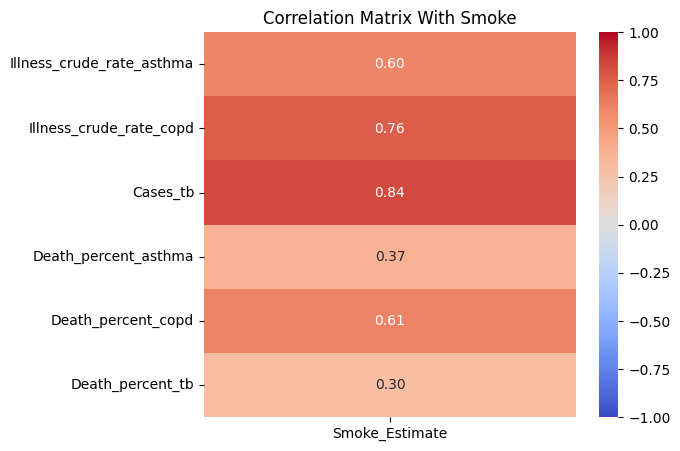 Correlation Matrix With Smoke
Illness_crude_rate_asthma
0.60
Illness_crude_rate_copd
0.76
Cases_tb
0.84
Death_percent_asthma
0.37
Death_percent_copd
0.61
Death_percent_tb
0.30
Smoke_Estimate
1.00
0.75
0.50
0.25
0.00
−0.25
−0.50
−0.75
−1.00